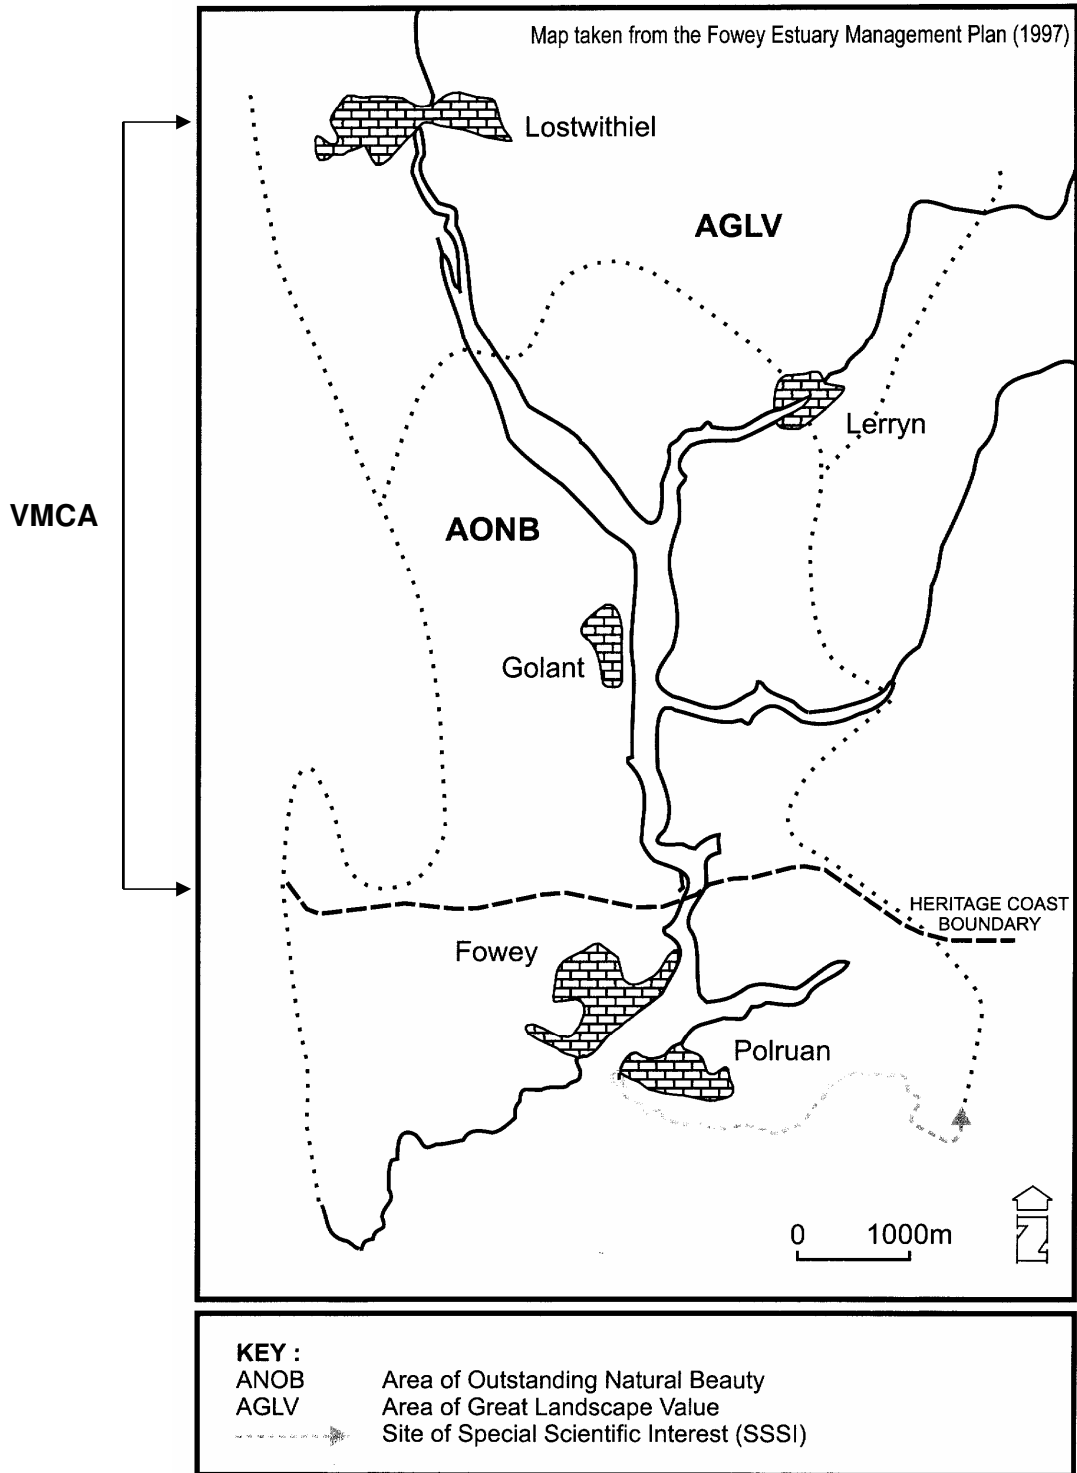 Map taken from the Fowey Estuary Management Plan (1997)
Lostwithiel
AGLV
Lerryn
VMCA
AONB
Golant
HERITAGE COAST
BOUNDARY
Fowey
Polruan
0 1000m
KEY :
ANOB Area of Outstanding Natural Beauty
AGLV Area of Great Landscape Value
Site of Special Scientific Interest (SSSI)